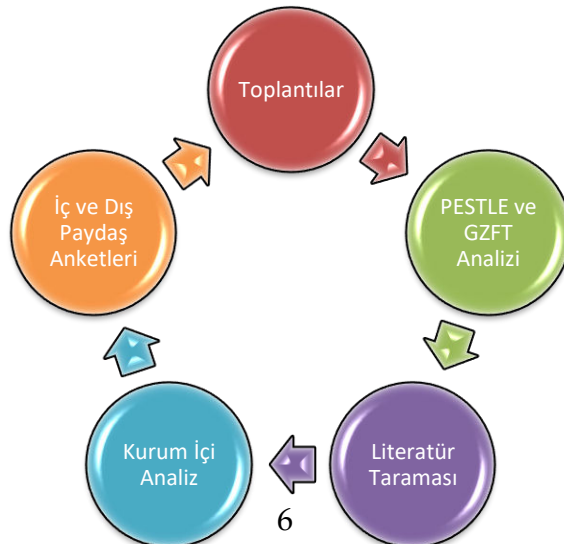 Toplantılar
PESTLE ve
GZFT
Analizi
Literatür
Taraması
Kurum İçi
Analiz
İç ve Dış
Paydaş
Anketleri
6